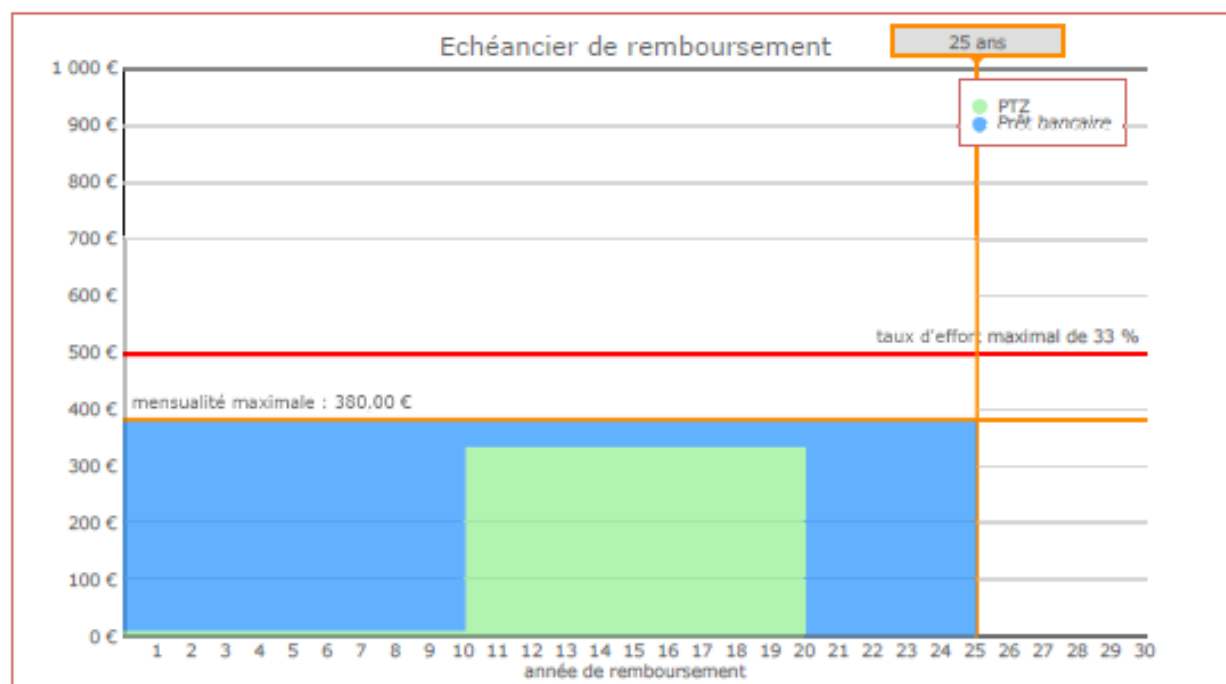 Echéancier de remboursement
25 ans
1 000 €
PTZ
Prêt bancaire
900 €
800 €
700 €
600 €
taux d'effort maximal de 33 %
500 €
mensualité maximale : 380,00 €
400 €
300 €
200 €
100 €
0 €
1 2 3 4 5 6 7 8 9 10 11 12 13 14 15 16 17 18 19 20 21 22 23 24 25 26 27 28 29 30
année de remboursement